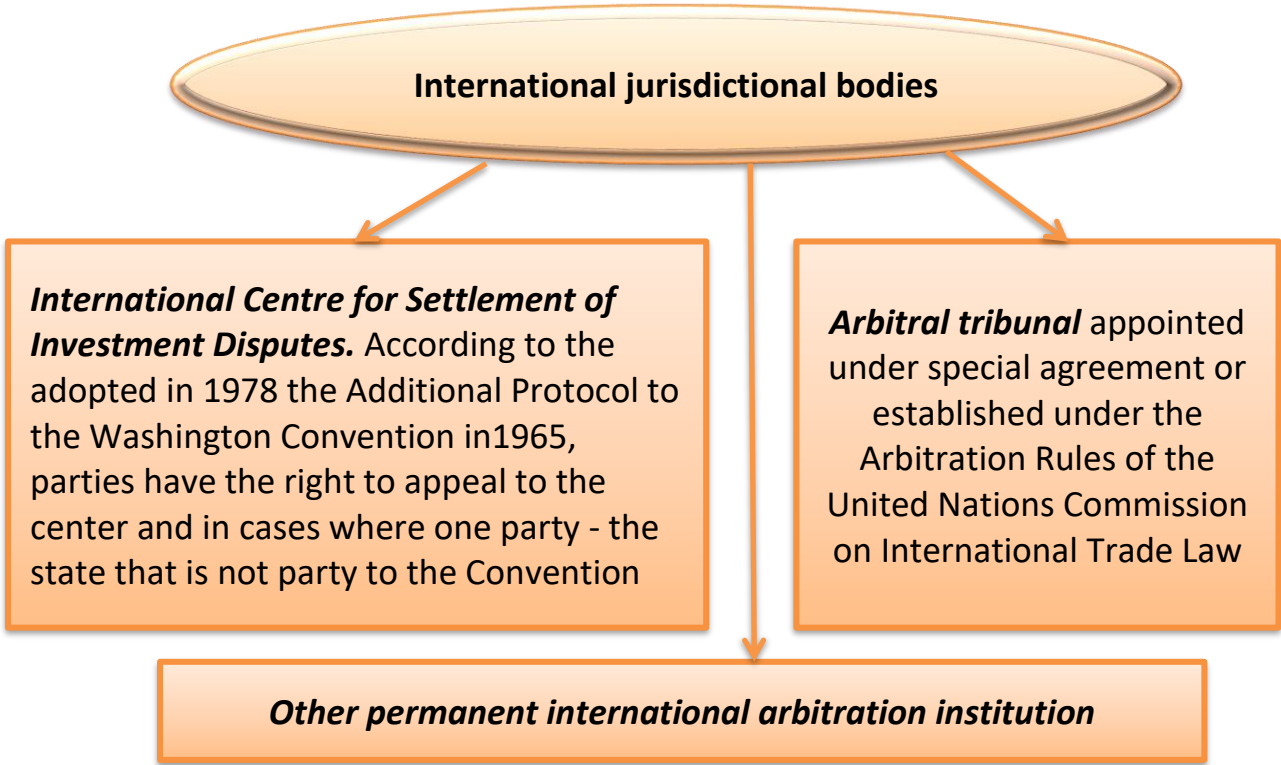 International jurisdictional bodies
International Centre for Settlement of
Investment Disputes. According to the
adopted in 1978 the Additional Protocol to
the Washington Convention in1965,
parties have the right to appeal to the
center and in cases where one party - the
state that is not party to the Convention
Arbitral tribunal appointed
under special agreement or
established under the
Arbitration Rules of the
United Nations Commission
on International Trade Law
Other permanent international arbitration institution